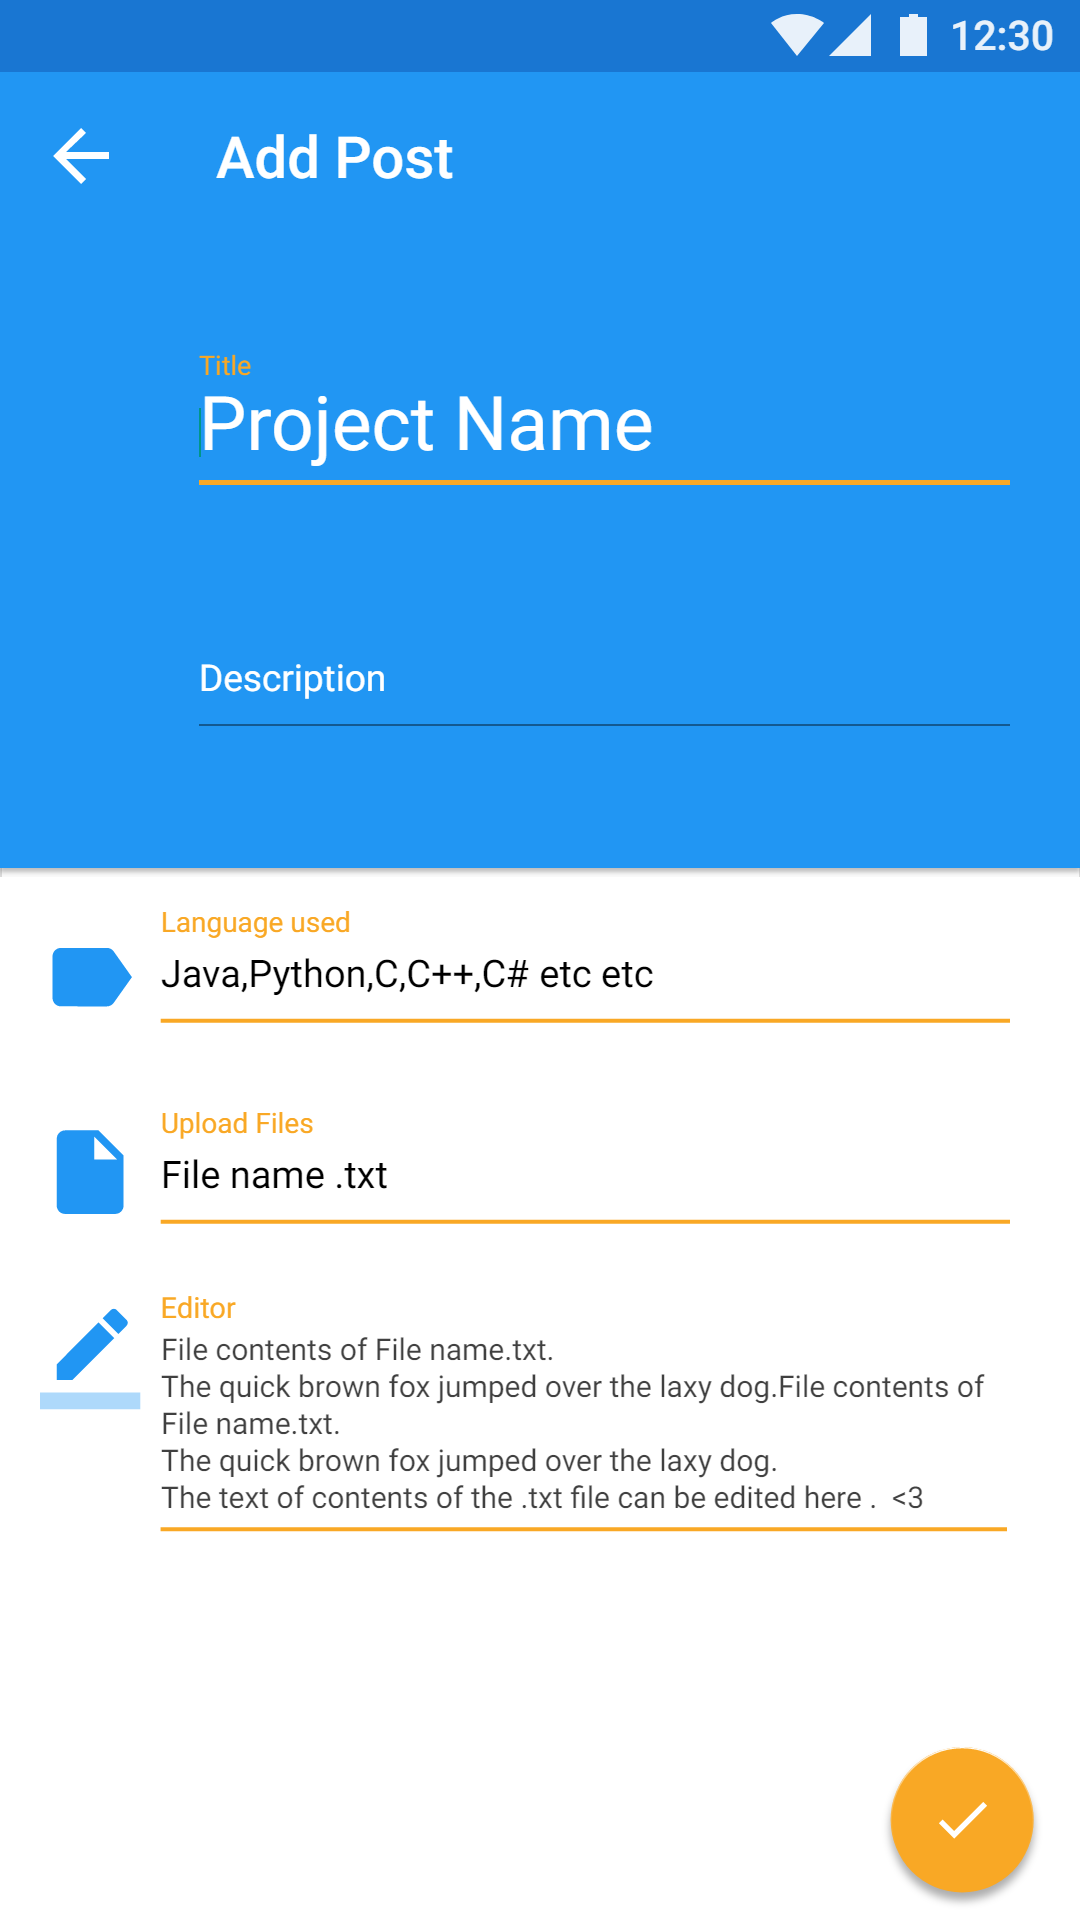 12:30
Add Post
Title
Project Name
Description
Language used
Java,Python,C,C++,C# etc etc
Upload Files
File name .txt
Editor
File contents of File name.txt.
The quick brown fox jumped over the laxy dog.File contents of
File name.txt.
The quick brown fox jumped over the laxy dog.
The text of contents of the .txt file can be edited here .  <3